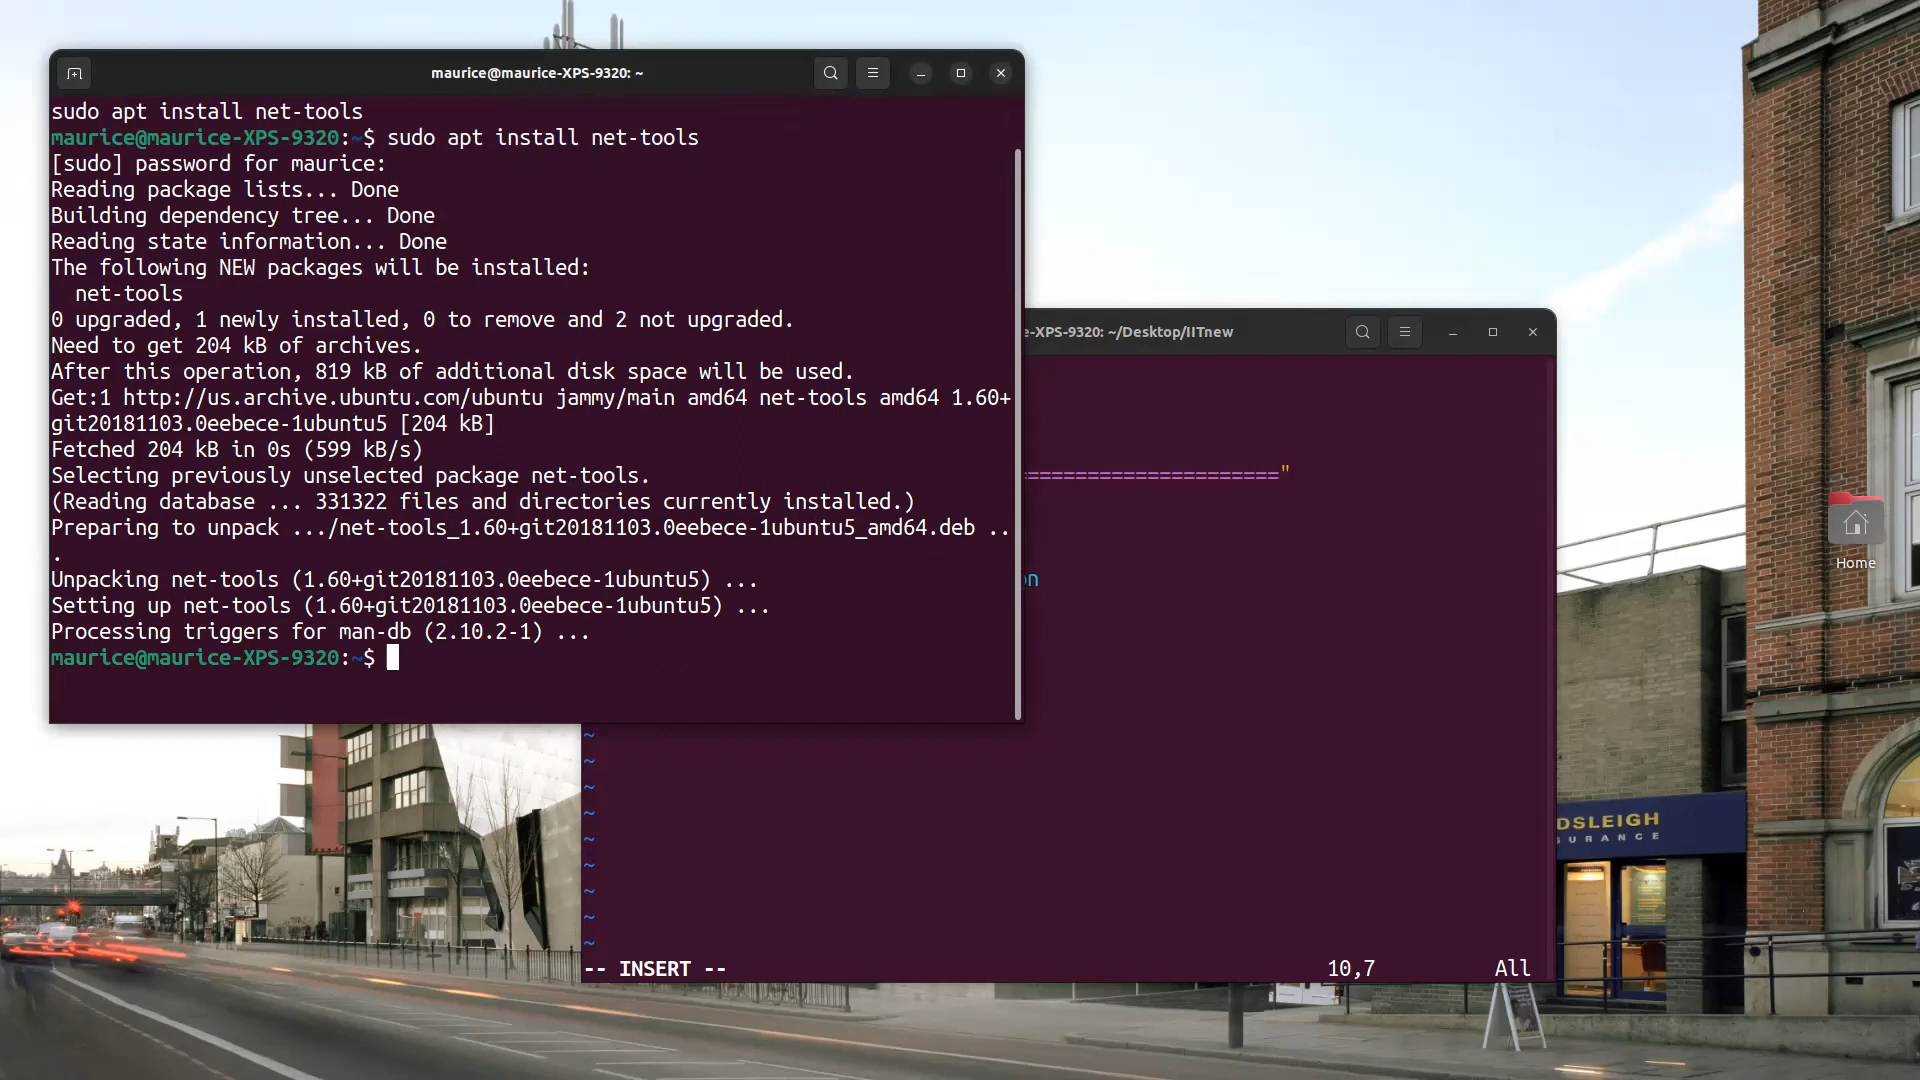 maurice@maurice-XPS-9320: ~
sudo apt install net-tools
maurice@maurice-XPS-9320:~$ sudo apt install net-tools
[sudo] password for maurice:
Reading package lists... Done
Building dependency tree... Done
Reading state information... Done
The following NEW packages will be installed:
  net-tools
0 upgraded, 1 newly installed, 0 to remove and 2 not upgraded.
Need to get 204 kB of archives.
After this operation, 819 kB of additional disk space will be used.
Get:1 http://us.archive.ubuntu.com/ubuntu jammy/main amd64 net-tools amd64 1.60+
git20181103.0eebece-1ubuntu5 [204 kB]
Fetched 204 kB in 0s (599 kB/s)
Selecting previously unselected package net-tools.
(Reading database ... 331322 files and directories currently installed.)
Preparing to unpack .../net-tools_1.60+git20181103.0eebece-1ubuntu5_amd64.deb ..
.
Unpacking net-tools (1.60+git20181103.0eebece-1ubuntu5) ...
Setting up net-tools (1.60+git20181103.0eebece-1ubuntu5) ...
Processing triggers for man-db (2.10.2-1) ...
maurice@maurice-XPS-9320:~$
e-XPS-9320: ~/Desktop/IITnew
====================="
on
~
~
~
~
~
~
~
~
~
-- INSERT -- 10,7 All
Home
DSLEIGH
SURANCE